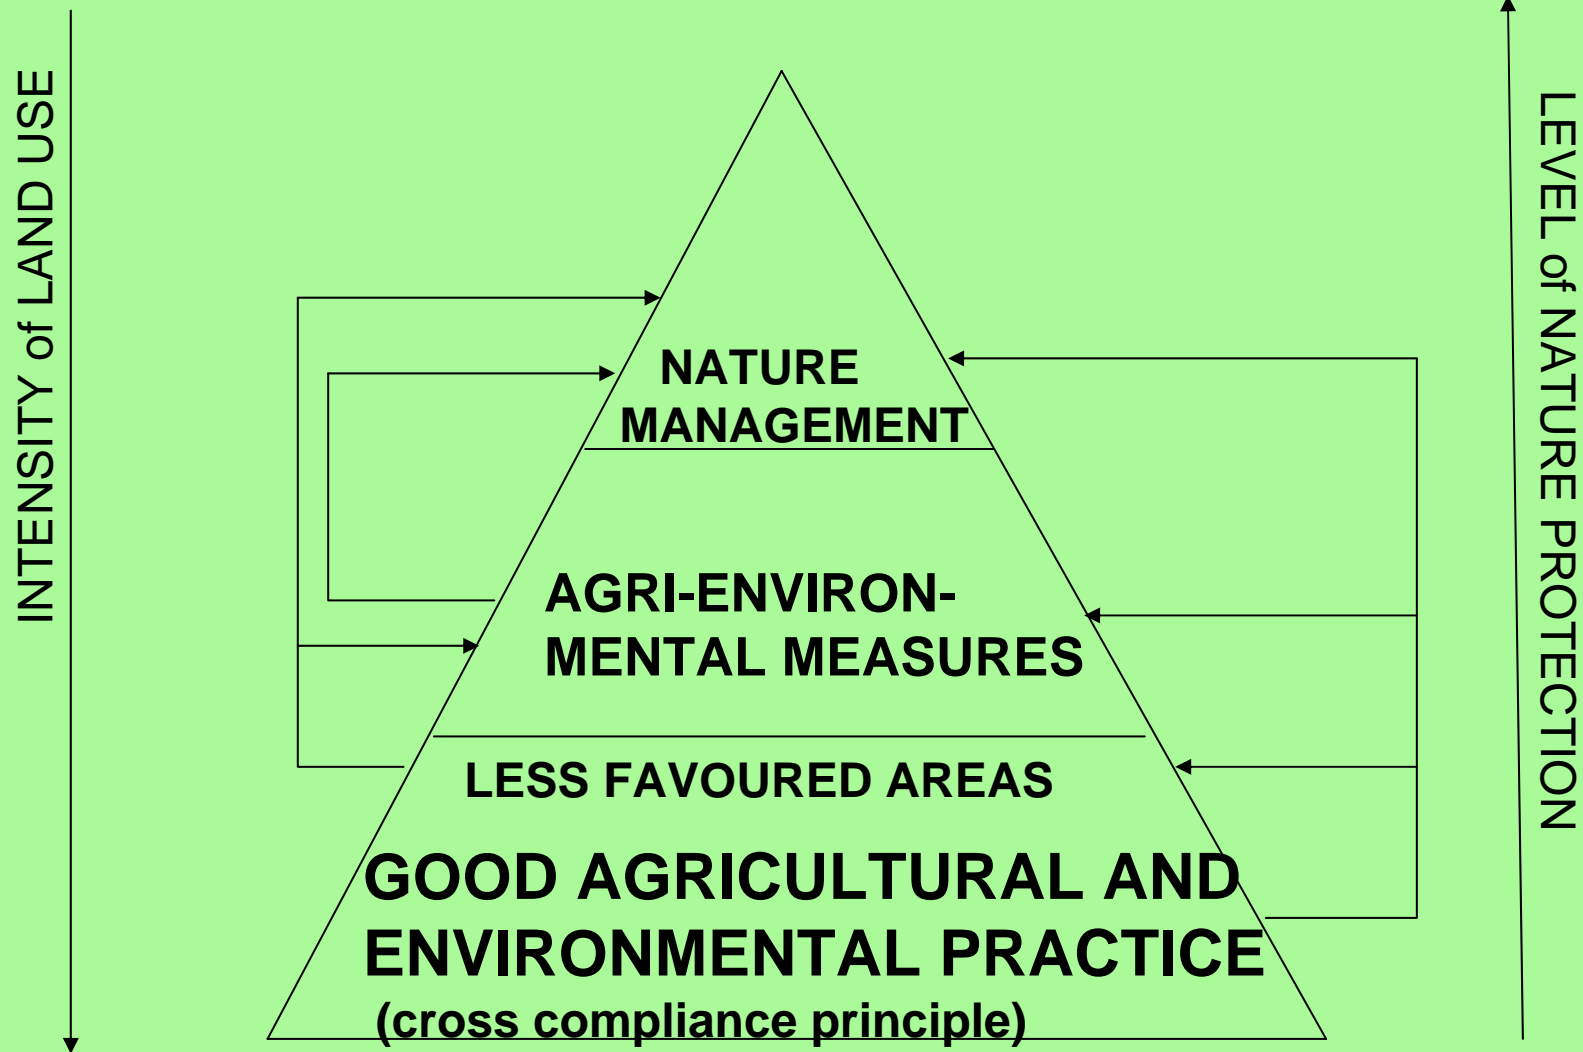 INTENSITY of LAND USE
NATURE
MANAGEMENT
AGRI-ENVIRON-
MENTAL MEASURES
LESS FAVOURED AREAS
GOOD AGRICULTURAL AND
ENVIRONMENTAL PRACTICE
(cross compliance principle)
LEVEL of NATURE PROTECTION